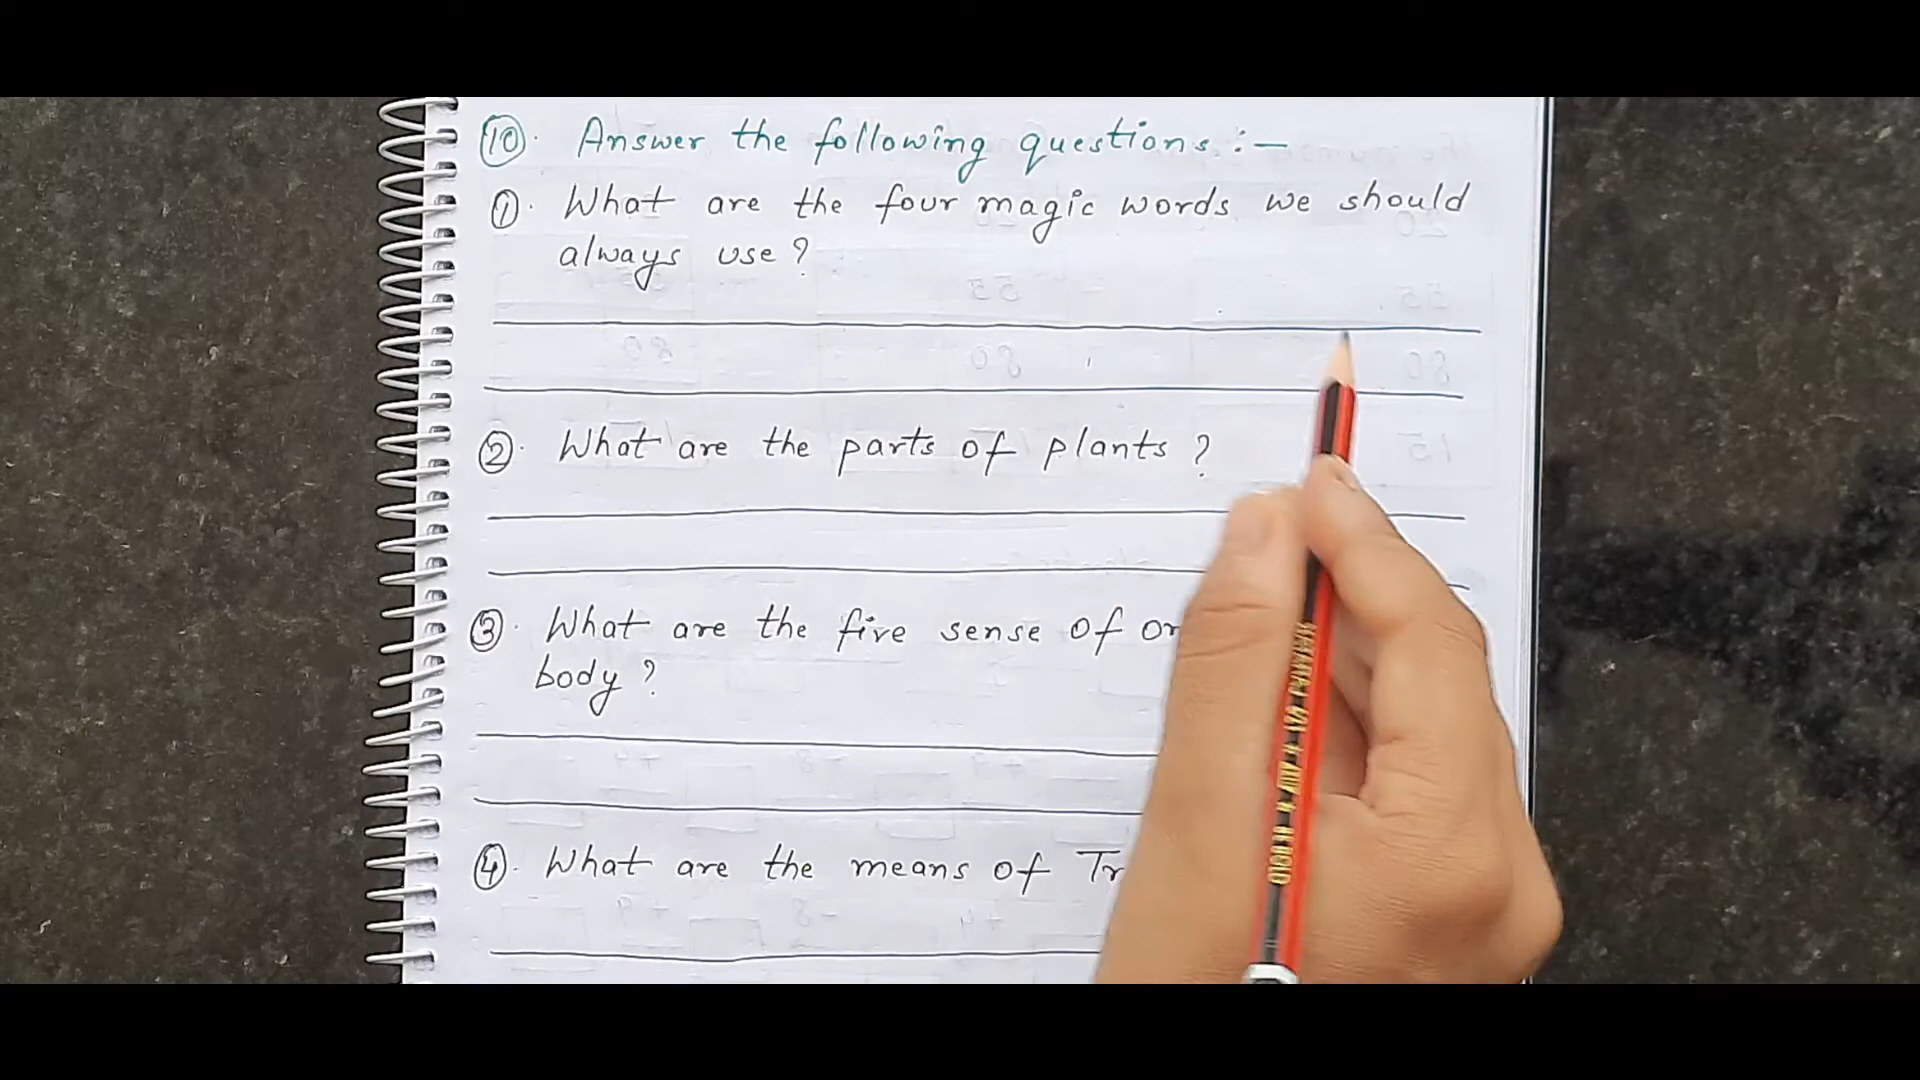 10. Answer the following questions :-
1. What are the four magic words we should
always use ?
2. What are the parts of plants ?
3. What are the five sense of
body ?
4. What are the means of